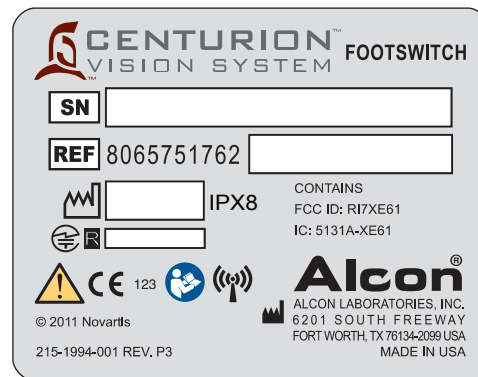 CENTURION™ FOOTSWITCH
VISION SYSTEM
™
SN
REF 8065751762
IPX8
CONTAINS
FCC ID: RI7XE61
IC: 5131A-XE61
R
CE 123
Alcon®
ALCON LABORATORIES, INC.
6201 SOUTH FREEWAY
FORT WORTH, TX 76134-2099 USA
MADE IN USA
© 2011 Novartis
215-1994-001 REV. P3